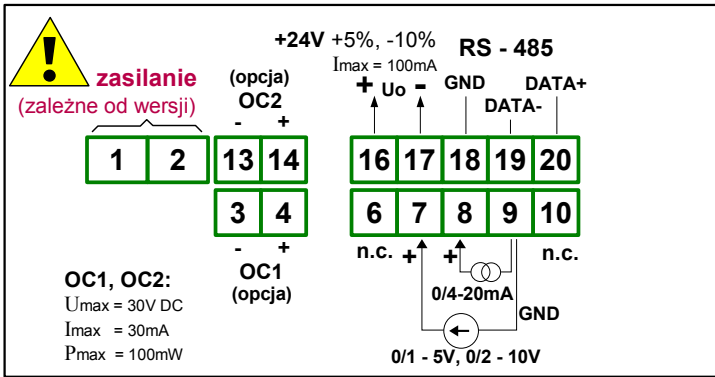 !
zasilanie
(zależne od wersji)
(opcja)
OC2
- +
+24V +5%, -10%
Imax = 100mA
+ Uo -
RS - 485
GND
DATA-
DATA+
1 2 13 14 16 17 18 19 20
3 4 6 7 8 9 10
- +
OC1
(opcja)
n.c. + + n.c.
0/4-20mA
GND
0/1 - 5V, 0/2 - 10V
OC1, OC2:
Umax = 30V DC
Imax = 30mA
Pmax = 100mW